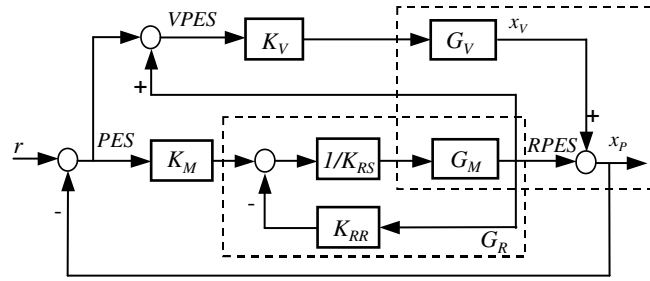 VPES
K_V
G_V
x_V
+
+
r
PES
K_M
1/K_RS
G_M
RPES
x_P
-
-
K_RR
G_R